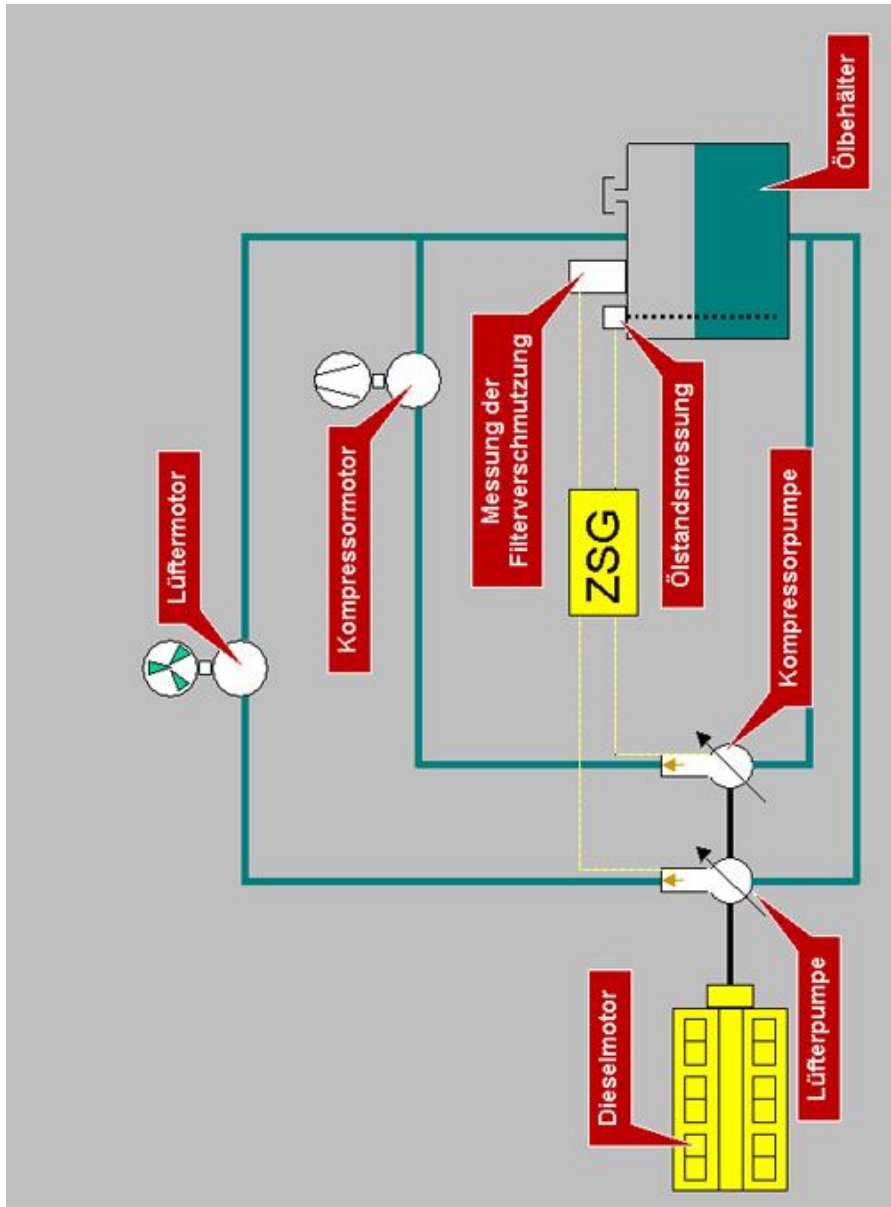 Lüftermotor
Kompressormotor
Messung der
Filterverschmutzung
Ölbehälter
ZSG
Ölstandsmessung
Kompressorpumpe
Dieselmotor
Lüfterpumpe